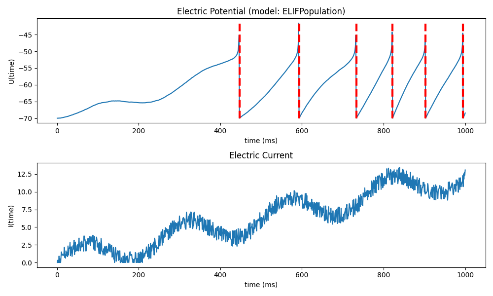 Electric Potential (model: ELIFPopulation)
U(time)
−45
−50
−55
−60
−65
−70
0 200 400 600 800 1000
time (ms)
Electric Current
I(time)
12.5
10.0
7.5
5.0
2.5
0.0
0 200 400 600 800 1000
time (ms)